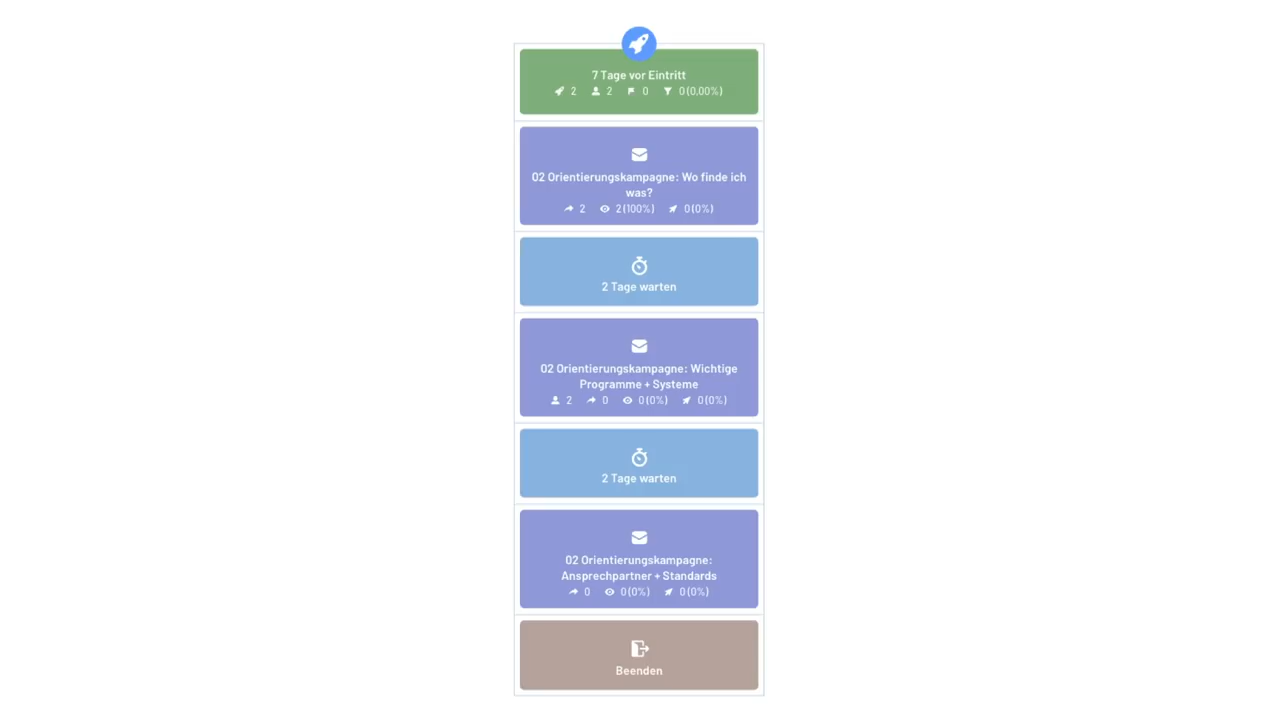 7 Tage vor Eintritt
2 2 0 0 (0,00%)
02 Orientierungskampagne: Wo finde ich
was?
2 2 (100%) 0 (0%)
2 Tage warten
02 Orientierungskampagne: Wichtige
Programme + Systeme
2 0 0 (0%) 0 (0%)
2 Tage warten
02 Orientierungskampagne:
Ansprechpartner + Standards
0 0 (0%) 0 (0%)
Beenden